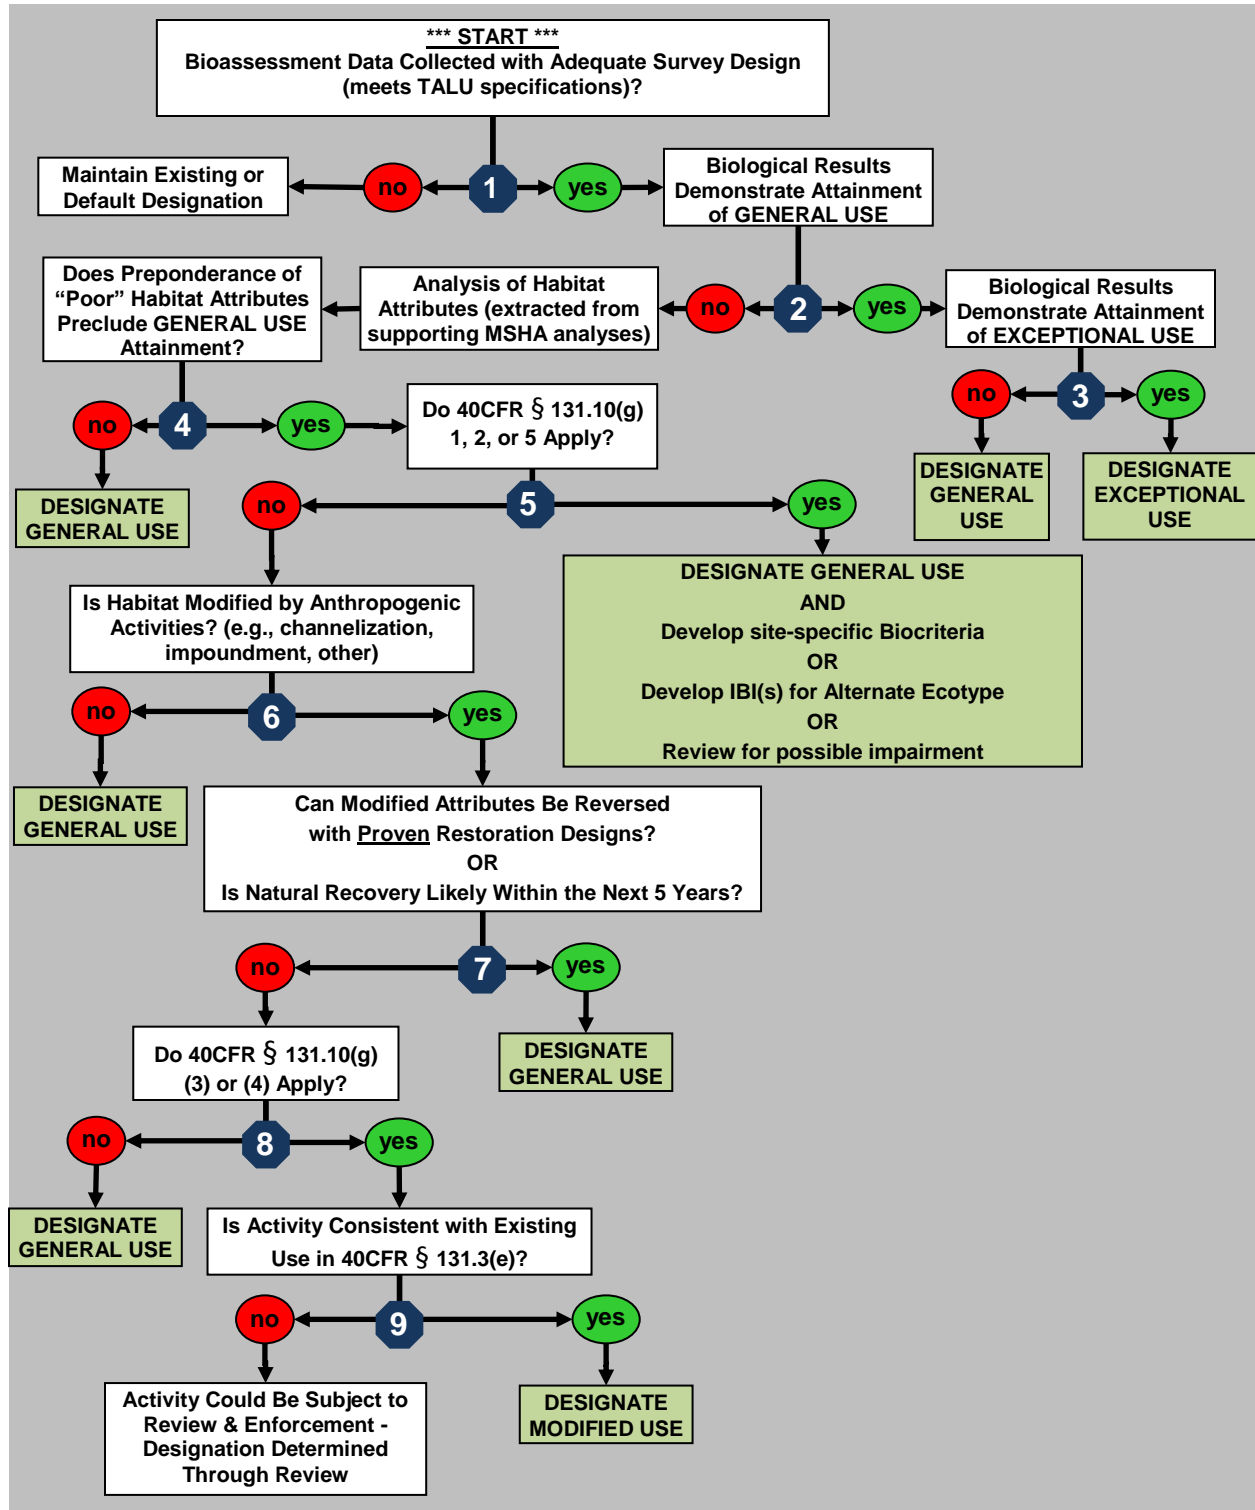 *** START ***
Bioassessment Data Collected with Adequate Survey Design
(meets TALU specifications)?
Maintain Existing or
Default Designation
no
1
yes
Biological Results
Demonstrate Attainment
of GENERAL USE
Does Preponderance of
“Poor” Habitat Attributes
Preclude GENERAL USE
Attainment?
Analysis of Habitat
Attributes (extracted from
supporting MSHA analyses)
no
2
yes
Biological Results
Demonstrate Attainment
of EXCEPTIONAL USE
no
3
yes
DESIGNATE
GENERAL
USE
DESIGNATE
EXCEPTIONAL
USE
no
4
yes
Do 40CFR § 131.10(g)
1, 2, or 5 Apply?
DESIGNATE
GENERAL USE
no
5
yes
DESIGNATE GENERAL USE
AND
Develop site-specific Biocriteria
OR
Develop IBI(s) for Alternate Ecotype
OR
Review for possible impairment
Is Habitat Modified by Anthropogenic
Activities? (e.g., channelization,
impoundment, other)
no
6
yes
DESIGNATE
GENERAL USE
Can Modified Attributes Be Reversed
with Proven Restoration Designs?
OR
Is Natural Recovery Likely Within the Next 5 Years?
no
7
yes
DESIGNATE
GENERAL USE
Do 40CFR § 131.10(g)
(3) or (4) Apply?
no
8
yes
DESIGNATE
GENERAL USE
Is Activity Consistent with Existing
Use in 40CFR § 131.3(e)?
no
9
yes
Activity Could Be Subject to
Review & Enforcement -
Designation Determined
Through Review
DESIGNATE
MODIFIED USE